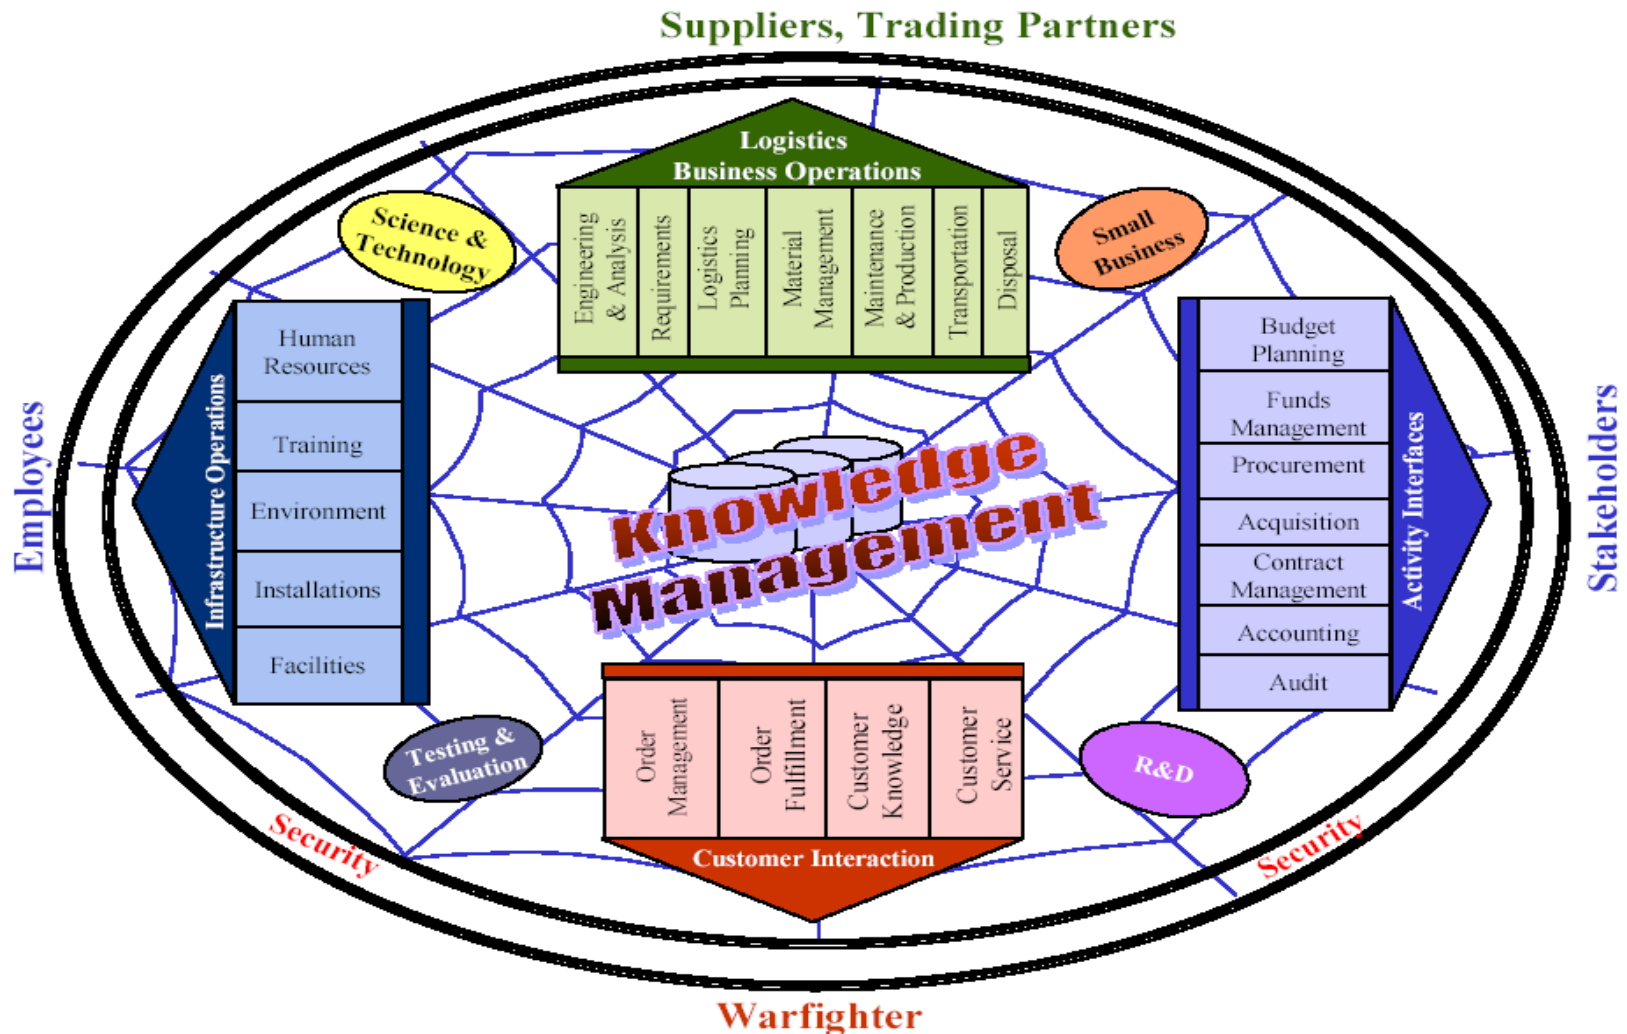 Suppliers, Trading Partners
Logistics
Business Operations
Engineering
& Analysis
Requirements
Logistics
Planning
Material
Management
Maintenance
& Production
Transportation
Disposal
Science &
Technology
Small
Business
Employees
Infrastructure Operations
Human
Resources
Training
Environment
Installations
Facilities
Knowledge
Management
Budget
Planning
Funds
Management
Procurement
Acquisition
Contract
Management
Accounting
Audit
Activity Interfaces
Stakeholders
Testing &
Evaluation
Order
Management
Order
Fulfillment
Customer
Knowledge
Customer
Service
Customer Interaction
R&D
Security
Security
Warfighter